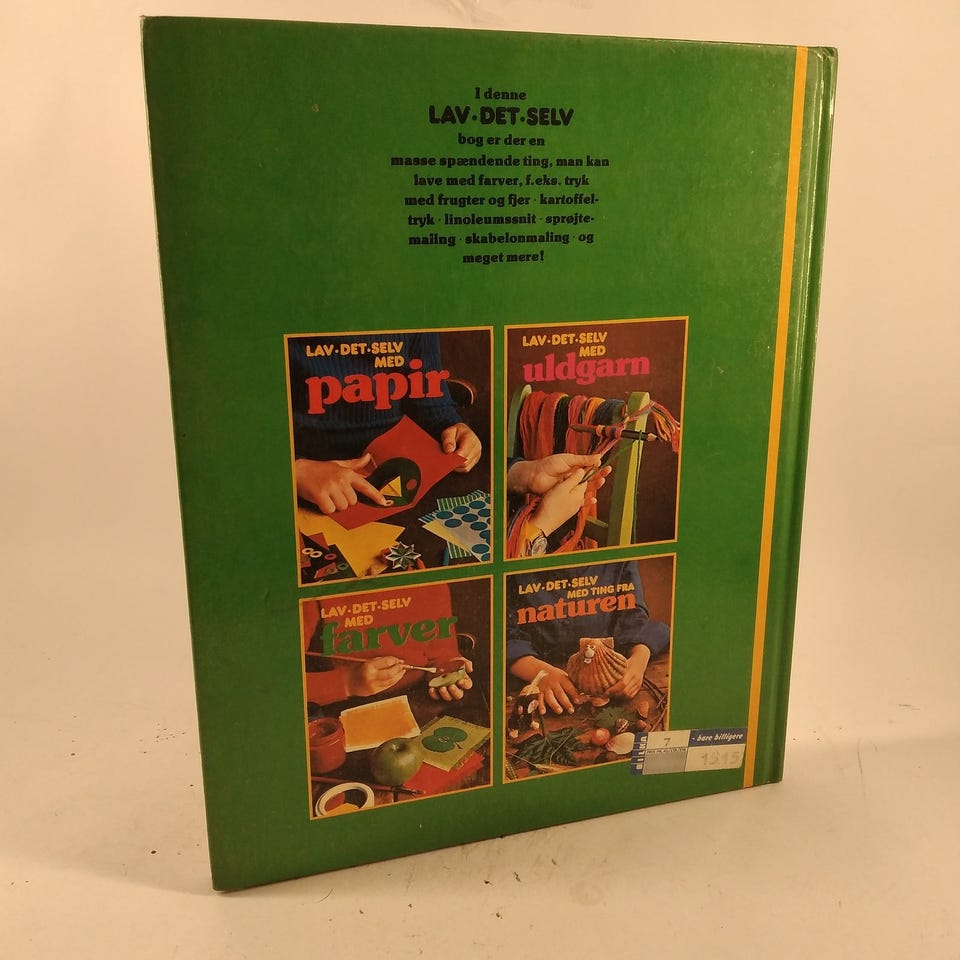 I denne
LAV·DET·SELV
bog er der en
masse spændende ting, man kan
lave med farver, f.eks. tryk
med frugter og fjer · kartoffel-
tryk · linoleumssnit · sprøjte-
maling · skabelonmaling · og
meget mere!
LAV·DET·SELV
MED
papir
LAV·DET·SELV
MED
uldgarn
LAV·DET·SELV
MED
farver
LAV·DET·SELV
MED TING FRA
naturen
BILKA
7
- bare billigere